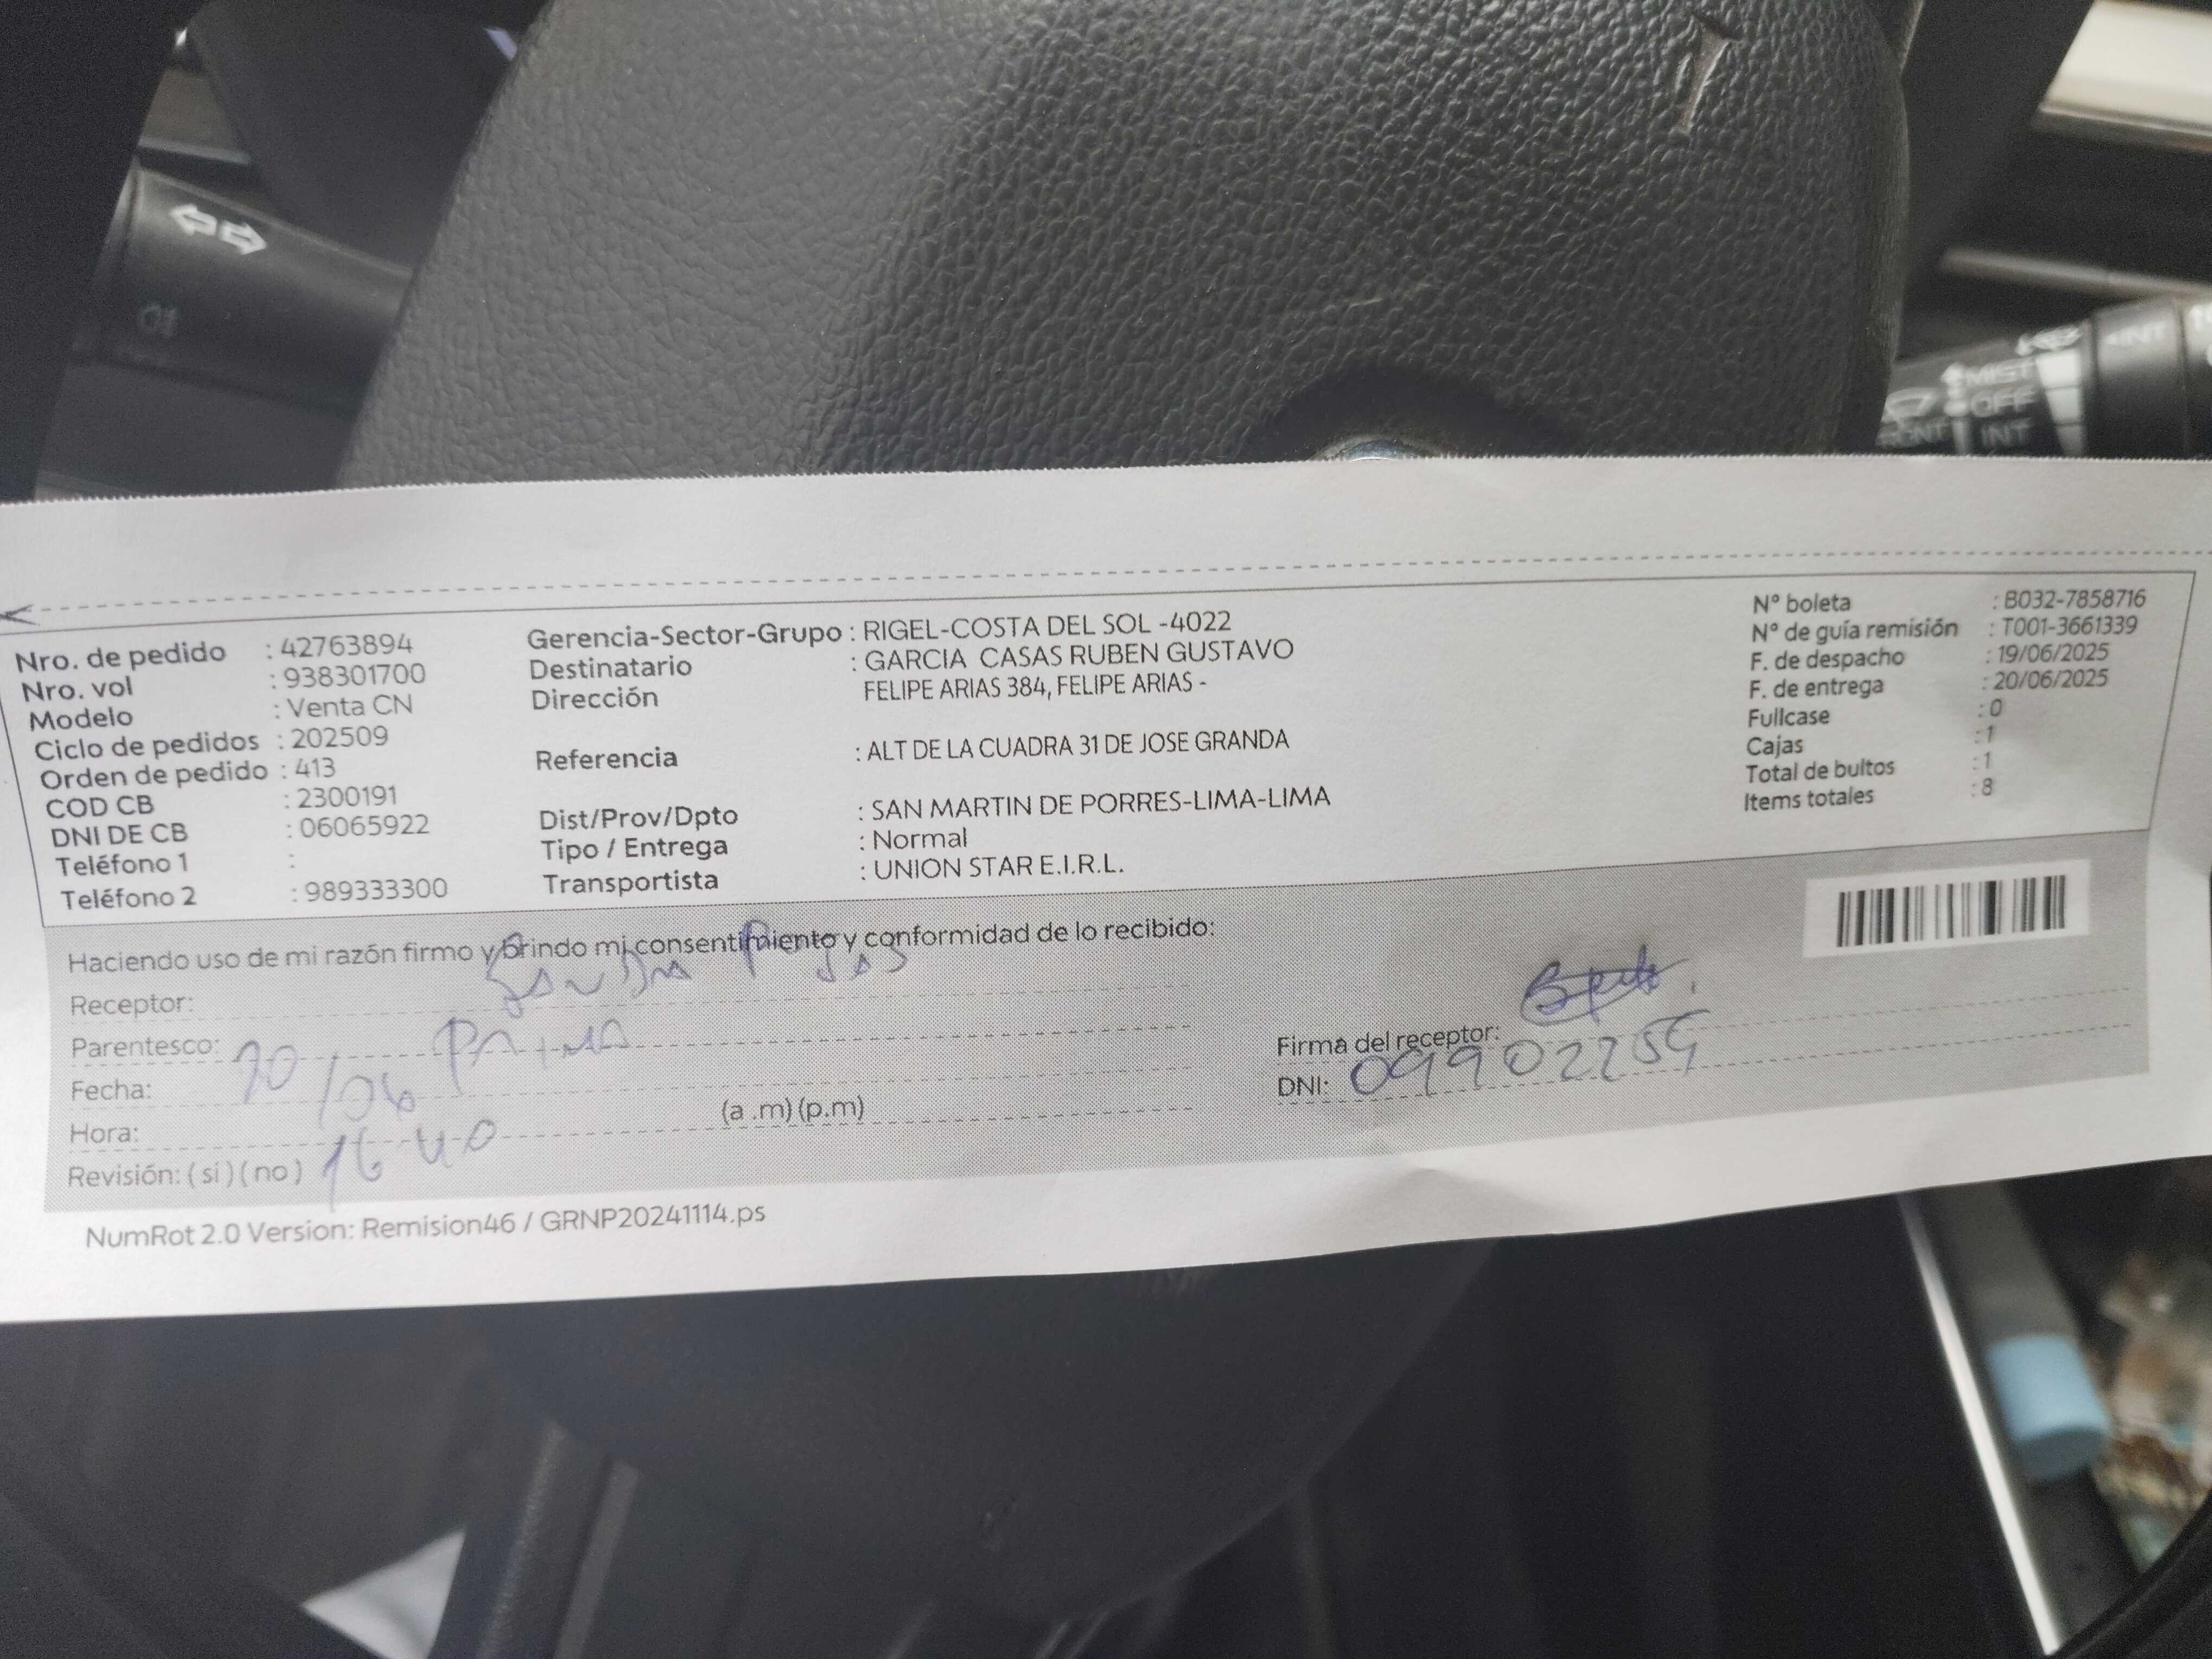 Nro. de pedido : 42763894
Nro. vol : 938301700
Modelo : Venta CN
Ciclo de pedidos : 202509
Orden de pedido : 413
COD CB : 2300191
DNI DE CB : 06065922
Teléfono 1 :
Teléfono 2 : 989333300
Gerencia-Sector-Grupo : RIGEL-COSTA DEL SOL -4022
Destinatario : GARCIA CASAS RUBEN GUSTAVO
Dirección FELIPE ARIAS 384, FELIPE ARIAS -
Referencia : ALT DE LA CUADRA 31 DE JOSE GRANDA
Dist/Prov/Dpto : SAN MARTIN DE PORRES-LIMA-LIMA
Tipo / Entrega : Normal
Transportista : UNION STAR E.I.R.L.
N° boleta : B032-7858716
N° de guía remisión : T001-3661339
F. de despacho : 19/06/2025
F. de entrega : 20/06/2025
Fullcase : 0
Cajas : 1
Total de bultos : 1
Items totales : 8
Haciendo uso de mi razón firmo y brindo mi consentimiento y conformidad de lo recibido:
Receptor: Sandra
Parentesco: Prima
Fecha: 20/06
Hora: 16 40 (a .m) (p.m)
Revisión: ( si ) ( no )
Firma del receptor:
DNI:
NumRot 2.0 Version: Remision46 / GRNP20241114.ps
MIST
OFF
INT